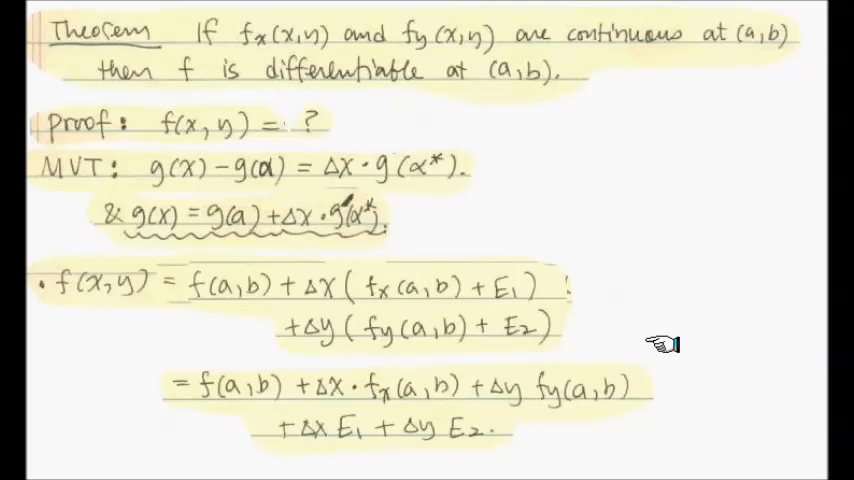 Theorem If fx(x,y) and fy(x,y) are continuous at (a,b)
then f is differentiable at (a,b).
Proof: f(x,y) = ?
MVT: g(x) - g(α) = Δx · g(α*).
& g(x) = g(a) + Δx · g'(α*).
· f(x,y) = f(a,b) + Δx ( fx(a,b) + E₁)
+ Δy ( fy(a,b) + E₂)
= f(a,b) + Δx · fx(a,b) + Δy fy(a,b)
+ Δx E₁ + Δy E₂.